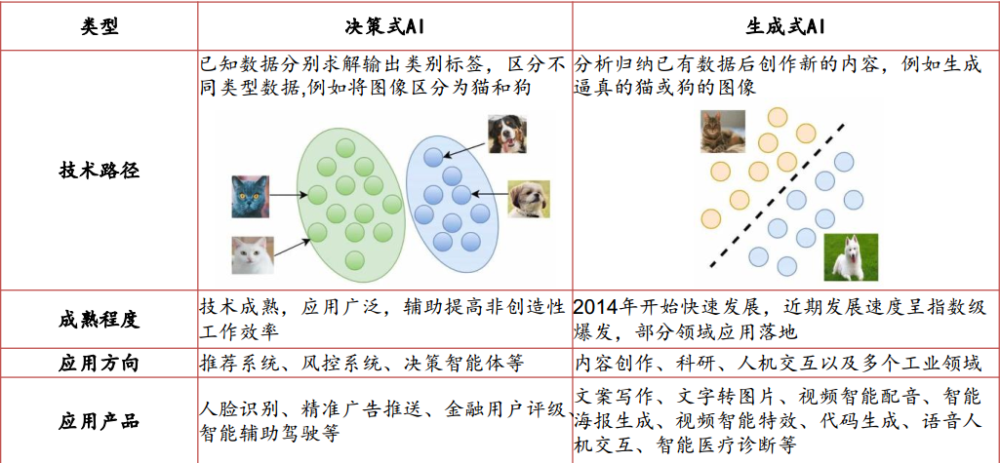 类型
决策式AI
生成式AI
技术路径
已知数据分别求解输出类别标签，区分不
同类型数据,例如将图像区分为猫和狗
分析归纳已有数据后创作新的内容，例如生成
逼真的猫或狗的图像
成熟程度
技术成熟，应用广泛，辅助提高非创造性
工作效率
2014年开始快速发展，近期发展速度呈指数级
爆发，部分领域应用落地
应用方向
推荐系统、风控系统、决策智能体等
内容创作、科研、人机交互以及多个工业领域
应用产品
人脸识别、精准广告推送、金融用户评级、
智能辅助驾驶等
文案写作、文字转图片、视频智能配音、智能
海报生成、视频智能特效、代码生成、语音人
机交互、智能医疗诊断等